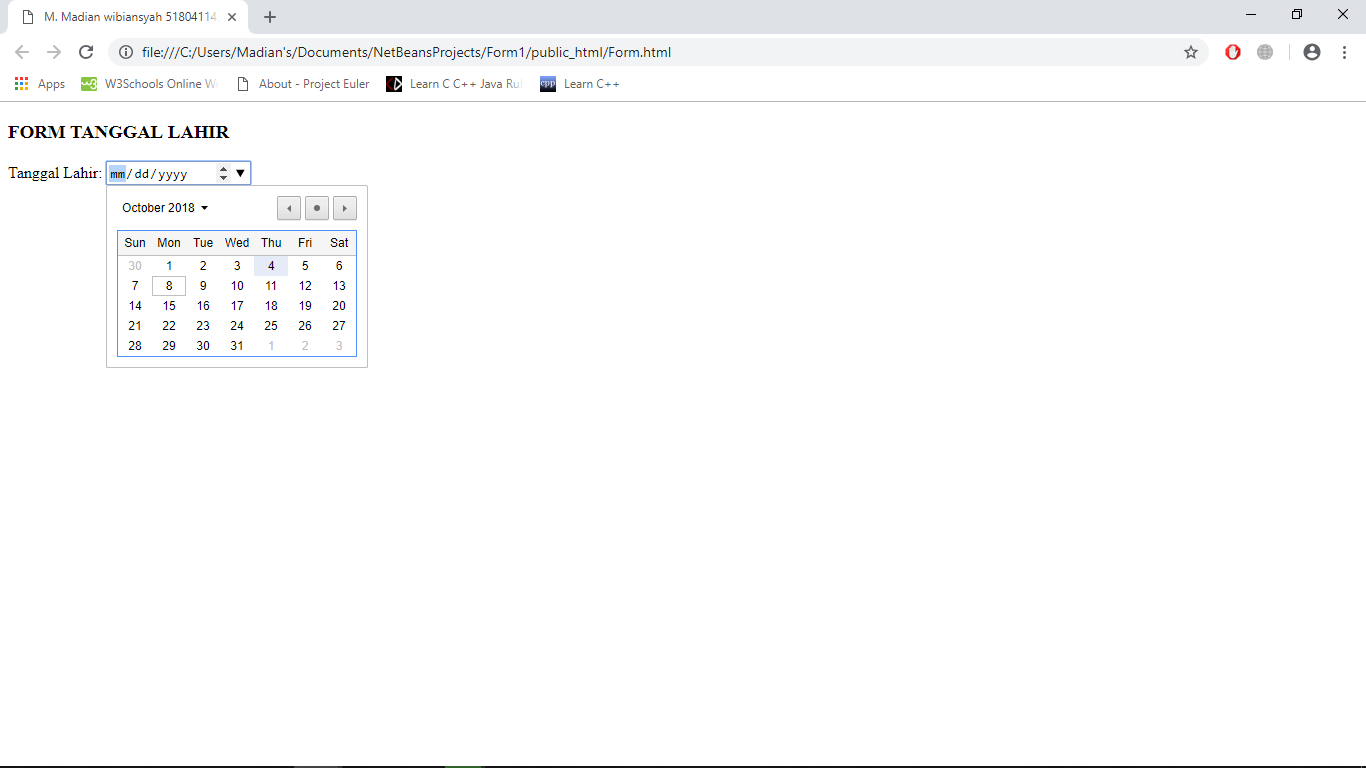 M. Madian wibiansyah 51804114
file:///C:/Users/Madian's/Documents/NetBeansProjects/Form1/public_html/Form.html
Apps W3Schools Online W About - Project Euler Learn C C++ Java Ru cpp Learn C++
FORM TANGGAL LAHIR
Tanggal Lahir: mm/dd/yyyy
October 2018
Sun Mon Tue Wed Thu Fri Sat
30 1 2 3 4 5 6
7 8 9 10 11 12 13
14 15 16 17 18 19 20
21 22 23 24 25 26 27
28 29 30 31 1 2 3